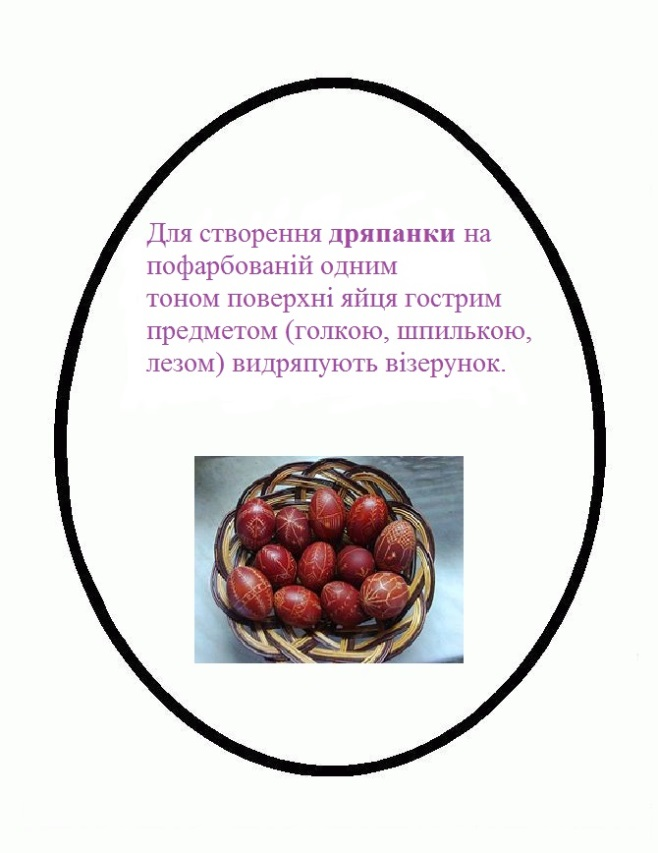 Для створення дряпанки на
пофарбованій одним
тоном поверхні яйця гострим
предметом (голкою, шпилькою,
лезом) видряпують візерунок.